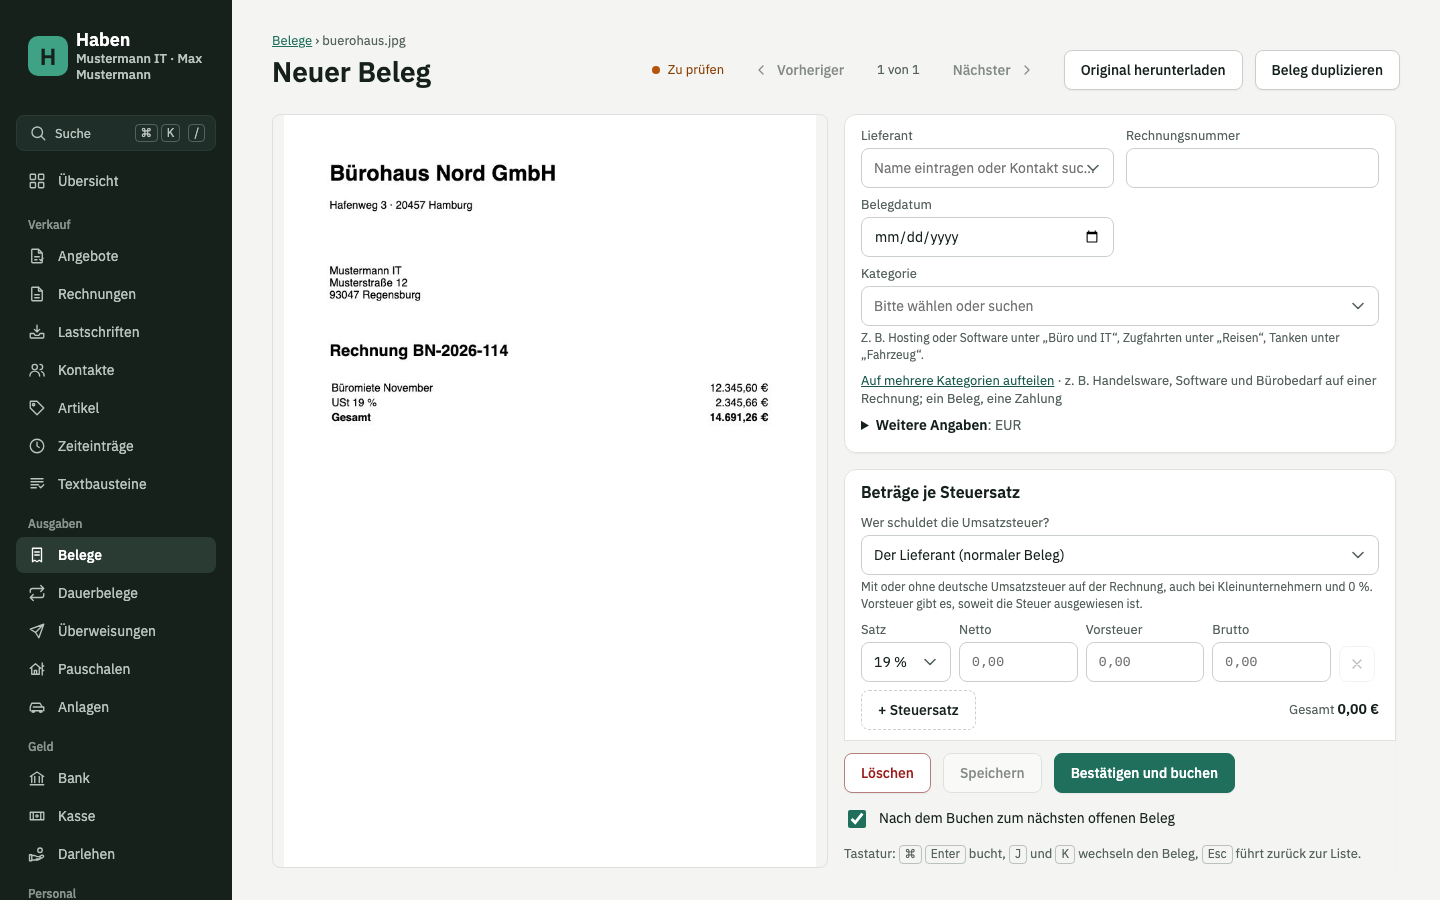 H
Haben
Mustermann IT · Max
Mustermann
Suche ⌘ K /
Übersicht
Verkauf
Angebote
Rechnungen
Lastschriften
Kontakte
Artikel
Zeiteinträge
Textbausteine
Ausgaben
Belege
Dauerbelege
Überweisungen
Pauschalen
Anlagen
Geld
Bank
Kasse
Darlehen
Personal
Belege › buerohaus.jpg
Neuer Beleg
Zu prüfen
Vorheriger
1 von 1
Nächster
Original herunterladen
Beleg duplizieren
Bürohaus Nord GmbH
Hafenweg 3 · 20457 Hamburg
Mustermann IT
Musterstraße 12
93047 Regensburg
Rechnung BN-2026-114
Büromiete November 12.345,60 €
USt 19 % 2.345,66 €
Gesamt 14.691,26 €
Lieferant
Name eintragen oder Kontakt suc...
Rechnungsnummer
Belegdatum
mm/dd/yyyy
Kategorie
Bitte wählen oder suchen
Z. B. Hosting oder Software unter „Büro und IT“, Zugfahrten unter „Reisen“, Tanken unter
„Fahrzeug“.
Auf mehrere Kategorien aufteilen · z. B. Handelsware, Software und Bürobedarf auf einer
Rechnung; ein Beleg, eine Zahlung
Weitere Angaben: EUR
Beträge je Steuersatz
Wer schuldet die Umsatzsteuer?
Der Lieferant (normaler Beleg)
Mit oder ohne deutsche Umsatzsteuer auf der Rechnung, auch bei Kleinunternehmern und 0 %.
Vorsteuer gibt es, soweit die Steuer ausgewiesen ist.
Satz Netto Vorsteuer Brutto
19 % 0,00 0,00 0,00
+ Steuersatz
Gesamt 0,00 €
Löschen
Speichern
Bestätigen und buchen
Nach dem Buchen zum nächsten offenen Beleg
Tastatur: ⌘ Enter bucht, J und K wechseln den Beleg, Esc führt zurück zur Liste.